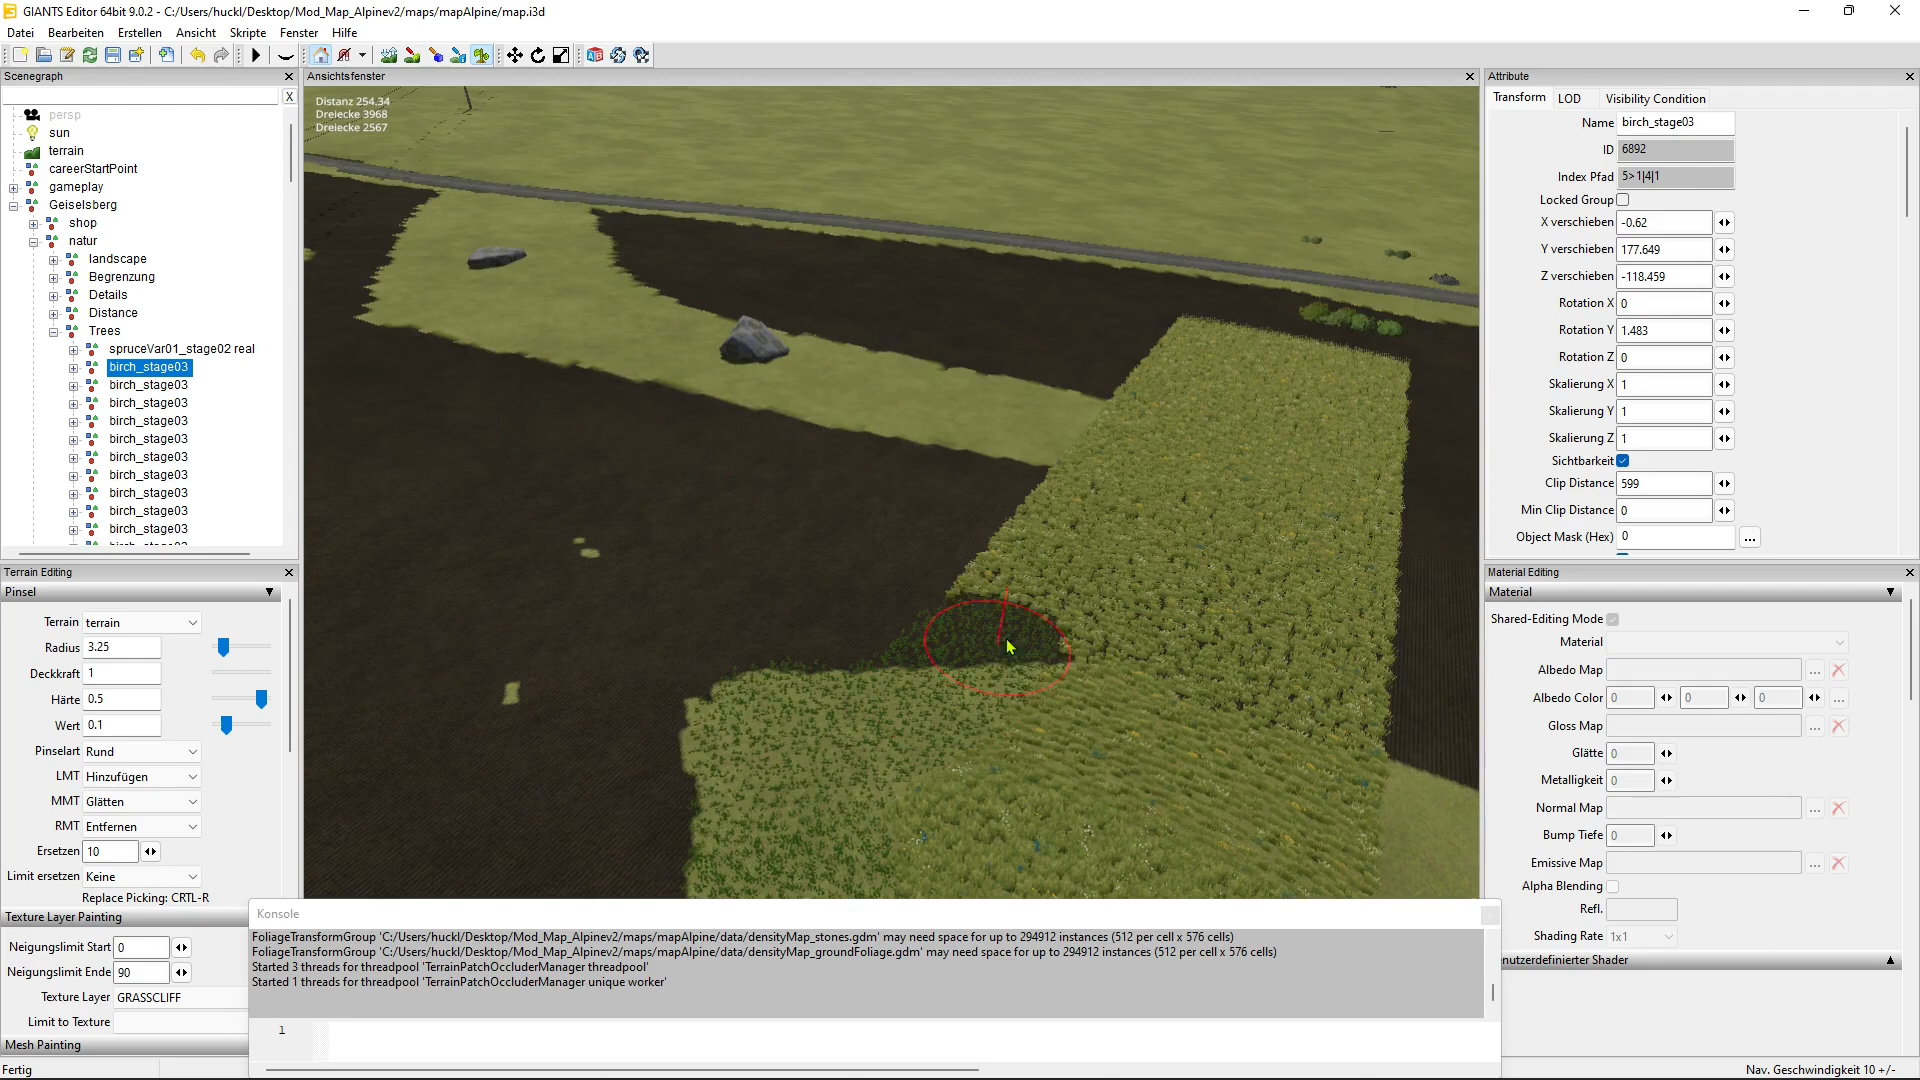 GIANTS Editor 64bit 9.0.2 - C:/Users/huckl/Desktop/Mod_Map_Alpinev2/maps/mapAlpine/map.i3d
Datei Bearbeiten Erstellen Ansicht Skripte Fenster Hilfe
Scenegraph
X
persp
sun
terrain
careerStartPoint
gameplay
Geiselsberg
shop
natur
landscape
Begrenzung
Details
Distance
Trees
spruceVar01_stage02 real
birch_stage03
birch_stage03
birch_stage03
birch_stage03
birch_stage03
birch_stage03
birch_stage03
birch_stage03
birch_stage03
birch_stage03
Terrain Editing
Pinsel
Terrain terrain
Radius 3.25
Deckkraft 1
Härte 0.5
Wert 0.1
Pinselart Rund
LMT Hinzufügen
MMT Glätten
RMT Entfernen
Ersetzen 10
Limit ersetzen Keine
Replace Picking: CRTL-R
Texture Layer Painting
Neigungslimit Start 0
Neigungslimit Ende 90
Texture Layer GRASSCLIFF
Limit to Texture
Mesh Painting
Fertig
Ansichtsfenster
Distanz 254.34
Dreiecke 3968
Dreiecke 2567
Konsole
FoliageTransformGroup 'C:/Users/huckl/Desktop/Mod_Map_Alpinev2/maps/mapAlpine/data/densityMap_stones.gdm' may need space for up to 294912 instances (512 per cell x 576 cells)
FoliageTransformGroup 'C:/Users/huckl/Desktop/Mod_Map_Alpinev2/maps/mapAlpine/data/densityMap_groundFoliage.gdm' may need space for up to 294912 instances (512 per cell x 576 cells)
Started 3 threads for threadpool 'TerrainPatchOccluderManager threadpool'
Started 1 threads for threadpool 'TerrainPatchOccluderManager unique worker'
1
Attribute
Transform LOD Visibility Condition
Name birch_stage03
ID 6892
Index Pfad 5>1|4|1
Locked Group
X verschieben -0.62
Y verschieben 177.649
Z verschieben -118.459
Rotation X 0
Rotation Y 1.483
Rotation Z 0
Skalierung X 1
Skalierung Y 1
Skalierung Z 1
Sichtbarkeit
Clip Distance 599
Min Clip Distance 0
Object Mask (Hex) 0 ...
Material Editing
Material
Shared-Editing Mode
Material
Albedo Map ...
Albedo Color 0 0 0 ...
Gloss Map ...
Glätte 0
Metalligkeit 0
Normal Map ...
Bump Tiefe 0
Emissive Map ...
Alpha Blending
Refl.
Shading Rate 1x1
enutzerdefinierter Shader
Nav. Geschwindigkeit 10 +/-